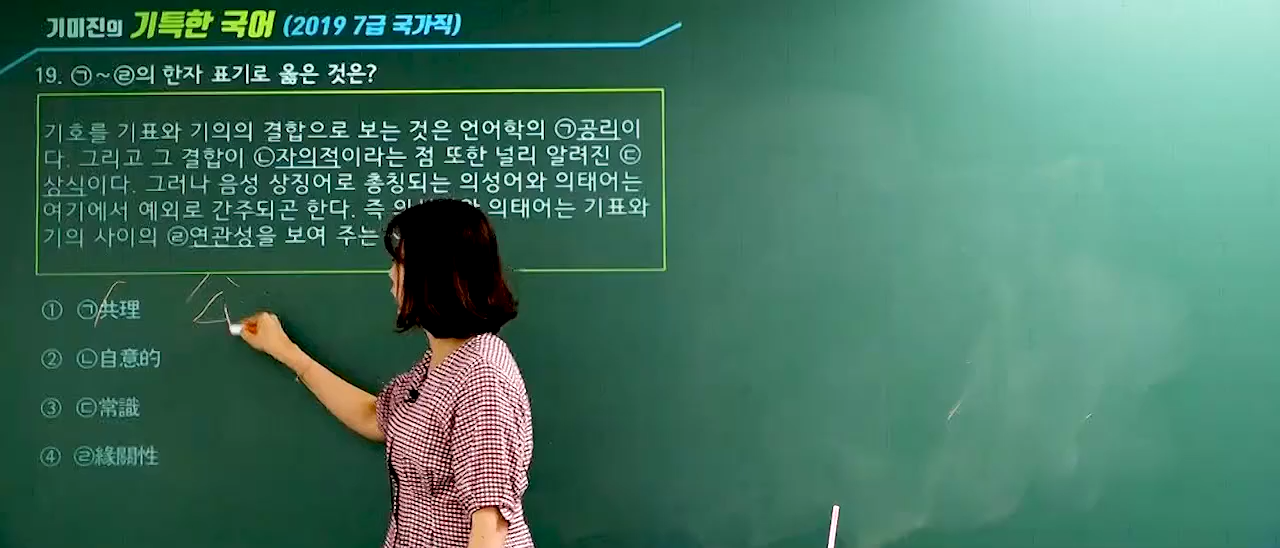 기미진의 기특한 국어 (2019 7급 국가직)
19. ㉠~㉣의 한자 표기로 옳은 것은?
기호를 기표와 기의의 결합으로 보는 것은 언어학의 ㉠공리이
다. 그리고 그 결합이 ㉡자의적이라는 점 또한 널리 알려진 ㉢
상식이다. 그러나 음성 상징어로 총칭되는 의성어와 의태어는
여기에서 예외로 간주되곤 한다. 즉 의태어는 기표와
기의 사이의 ㉣연관성을 보여 주는
① ㉠共理
② ㉡自意的
③ ㉢常識
④ ㉣緣關性